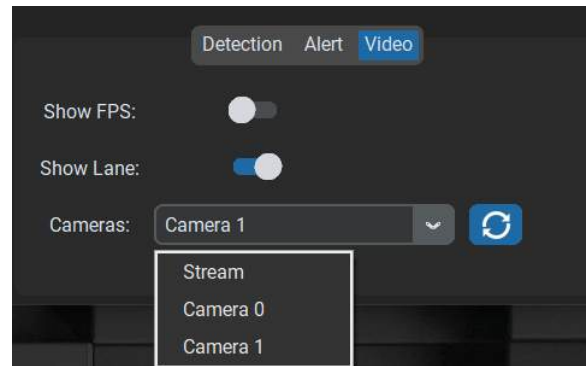 Detection Alert Video
Show FPS:
Show Lane:
Cameras: Camera 1
Stream
Camera 0
Camera 1